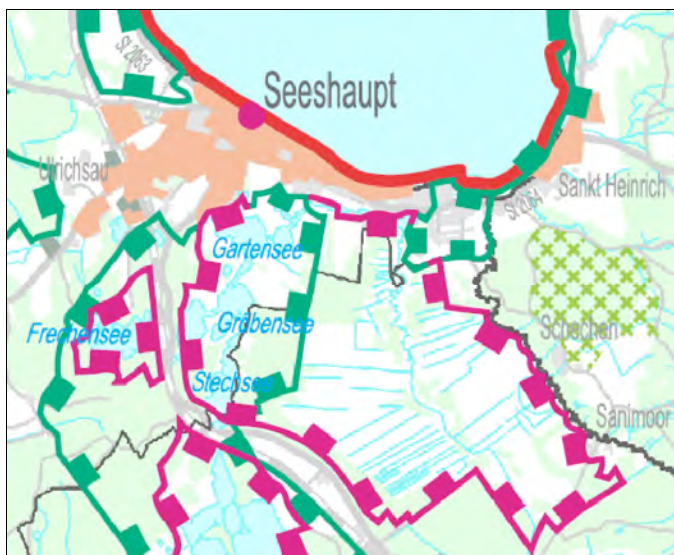 St 2063
Seeshaupt
Ulrichsau
Sankt Heinrich
St 2064
Gartensee
Frechensee
Gröbensee
Schechen
Stechsee
Sanimoor